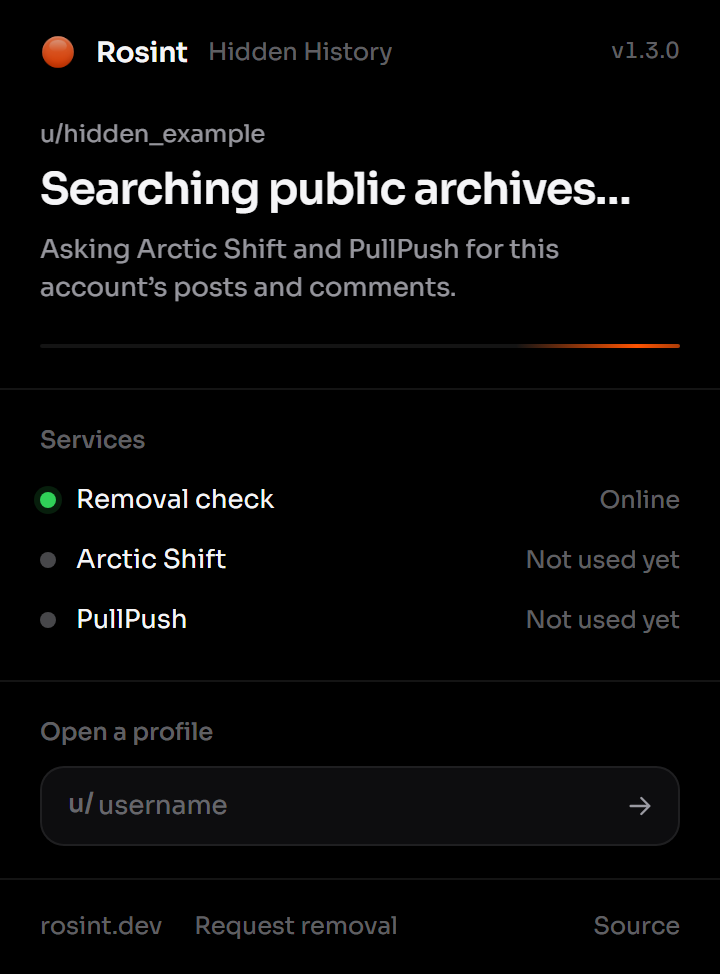 Rosint Hidden History v1.3.0
u/hidden_example
Searching public archives...
Asking Arctic Shift and PullPush for this
account’s posts and comments.
Services
Removal check Online
Arctic Shift Not used yet
PullPush Not used yet
Open a profile
u/ username
rosint.dev Request removal Source